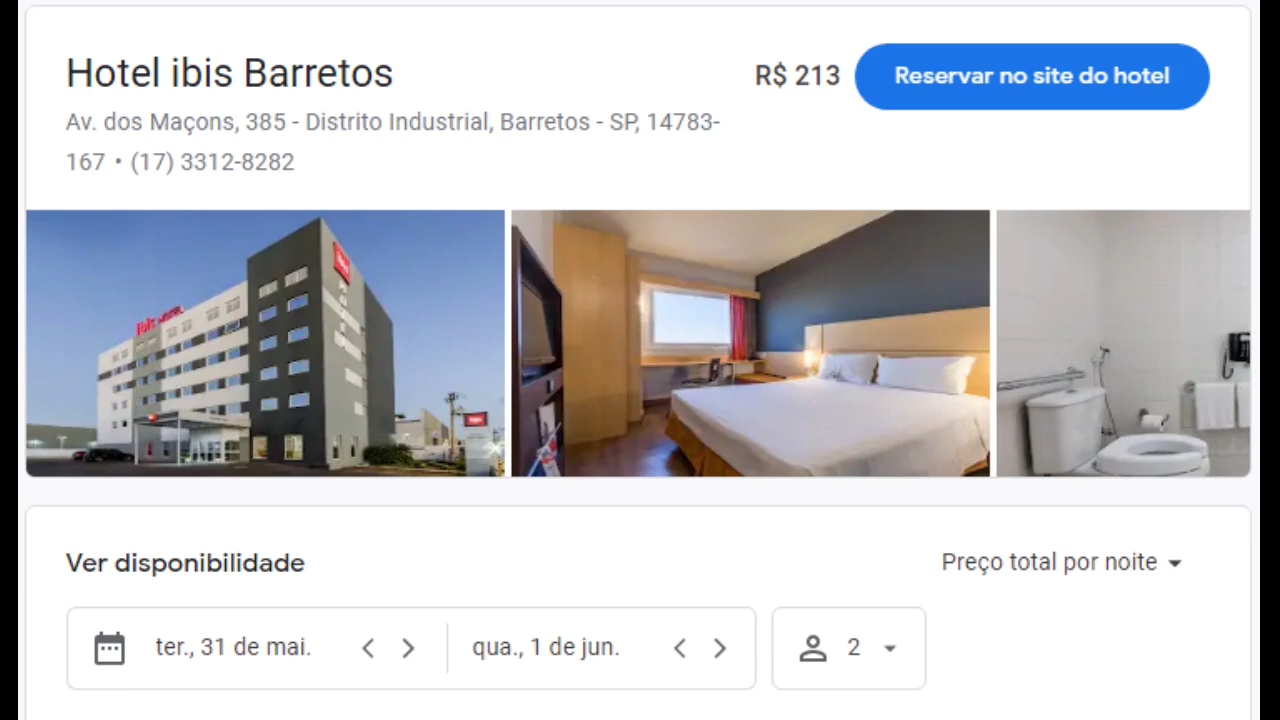 Hotel ibis Barretos
R$ 213
Reservar no site do hotel
Av. dos Maçons, 385 - Distrito Industrial, Barretos - SP, 14783-
167 • (17) 3312-8282
ibis
Ver disponibilidade
Preço total por noite
ter., 31 de mai.
qua., 1 de jun.
2